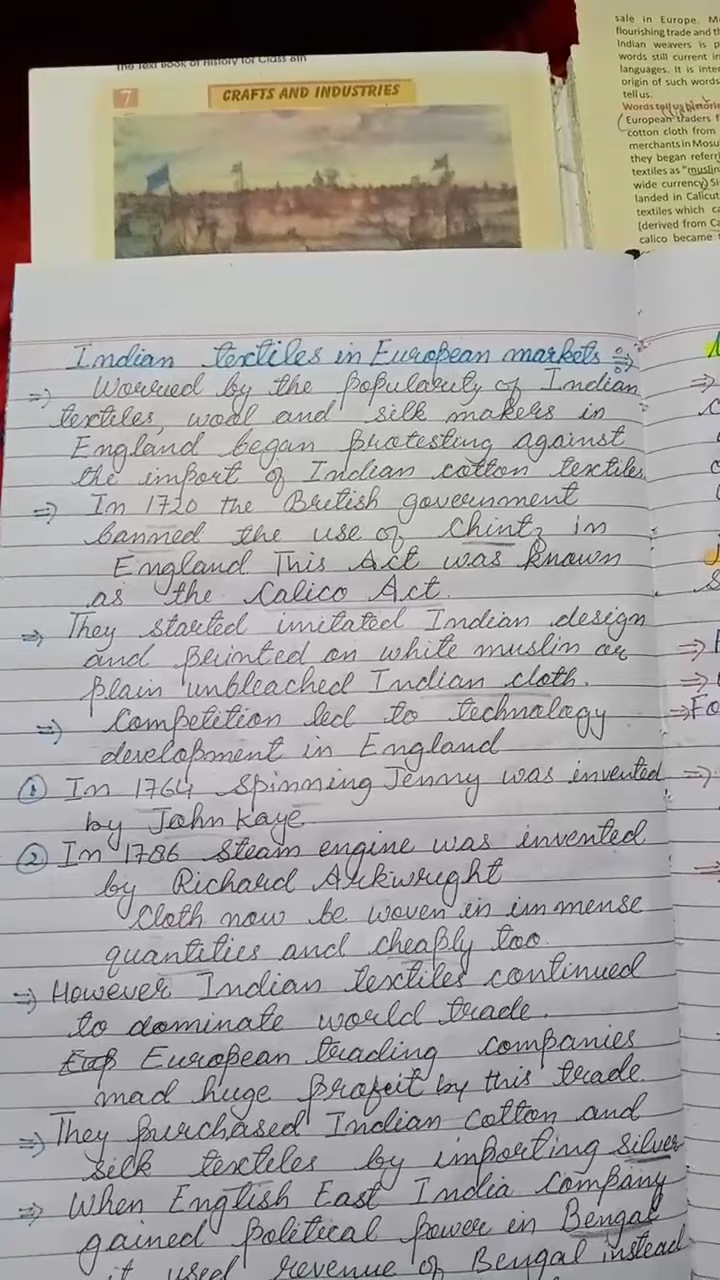 The Text Book of History for Class 8th
7
CRAFTS AND INDUSTRIES
sale in Europe.
flourishing trade and
Indian weavers is
words still current in
languages. It is
origin of such words
tell us.
Words tell us
(European traders
cotton cloth from
merchants in
they began
textiles as "muslin
wide currency)
landed in
textiles which
(derived from
calico became
Indian textiles in European markets ⇒
⇒ Worried by the popularity of Indian
textiles, wool and silk makers in
England began protesting against
the import of Indian cotton textiles
⇒ In 1720 the British government
banned the use of chintz in
England This Act was known
as the Calico Act.
⇒ They started imitated Indian design
and printed on white muslin or
plain unbleached Indian cloth.
⇒ Competition led to technology
development in England
① In 1764 Spinning Jenny was invented
by John Kaye
② In 1786 Steam engine was invented
by Richard Arkwright
Cloth now be woven in immense
quantities and cheaply too.
⇒ However Indian textiles continued
to dominate world trade.
European trading companies
mad huge profit by this trade.
⇒ They purchased Indian cotton and
silk textiles by importing silver
⇒ When English East India Company
gained political power in Bengal
it used revenue of Bengal instead